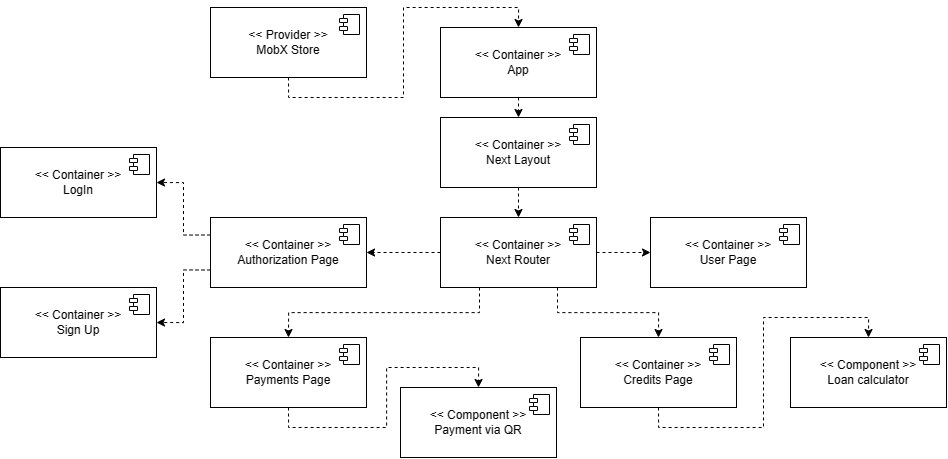 << Provider >>
MobX Store
<< Container >>
App
<< Container >>
Next Layout
<< Container >>
LogIn
<< Container >>
Authorization Page
<< Container >>
Next Router
<< Container >>
User Page
<< Container >>
Sign Up
<< Container >>
Payments Page
<< Container >>
Credits Page
<< Component >>
Loan calculator
<< Component >>
Payment via QR